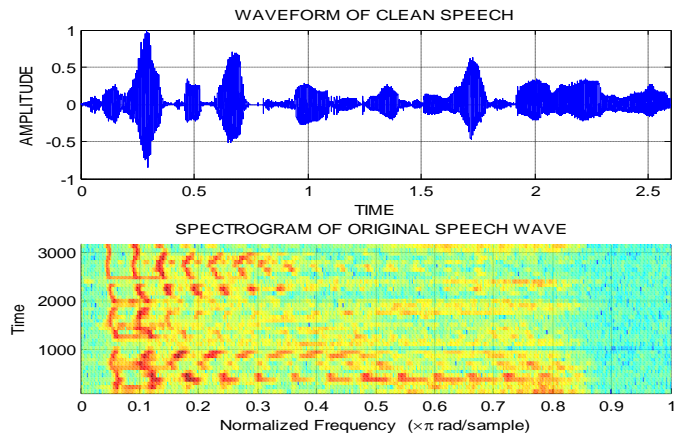 WAVEFORM OF CLEAN SPEECH
1
0.5
0
-0.5
-1
AMPLITUDE
0 0.5 1 1.5 2 2.5
TIME
SPECTROGRAM OF ORIGINAL SPEECH WAVE
3000
2000
1000
Time
0 0.1 0.2 0.3 0.4 0.5 0.6 0.7 0.8 0.9 1
Normalized Frequency (×π rad/sample)